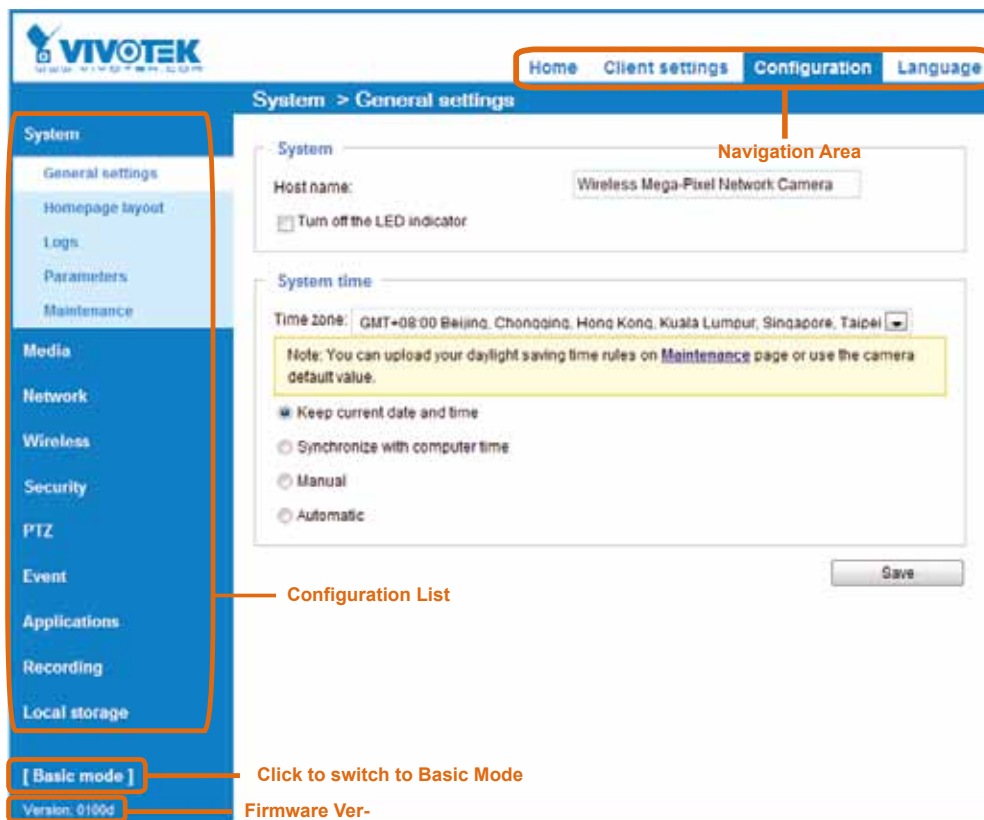 VIVOTEK
WWW.VIVOTEK.COM
Home Client settings Configuration Language
System > General settings
Navigation Area
System
General settings
Homepage layout
Logs
Parameters
Maintenance
Media
Network
Wireless
Security
PTZ
Event
Applications
Recording
Local storage
[ Basic mode ]
Version: 0100d
System
Host name: Wireless Mega-Pixel Network Camera
Turn off the LED indicator
System time
Time zone: GMT+08:00 Beijing, Chongqing, Hong Kong, Kuala Lumpur, Singapore, Taipei
Note: You can upload your daylight saving time rules on Maintenance page or use the camera
default value.
Keep current date and time
Synchronize with computer time
Manual
Automatic
Save
Configuration List
Click to switch to Basic Mode
Firmware Ver-